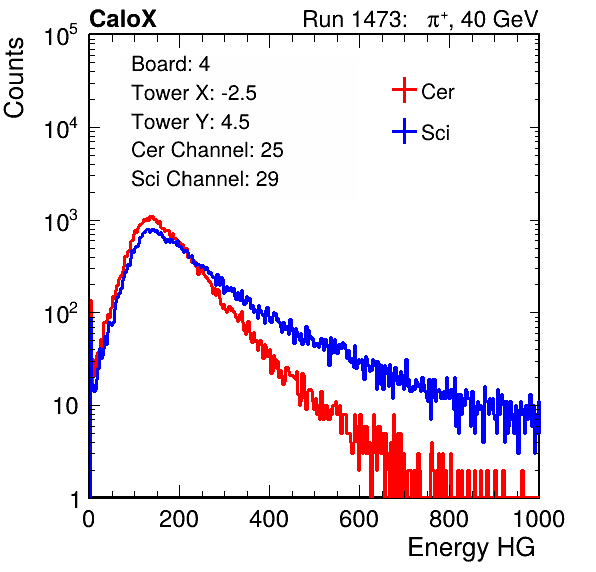 CaloX
Run 1473: π⁺, 40 GeV
Counts
10⁵
10⁴
10³
10²
10
1
Board: 4
Tower X: -2.5
Tower Y: 4.5
Cer Channel: 25
Sci Channel: 29
Cer
Sci
0 200 400 600 800 1000
Energy HG